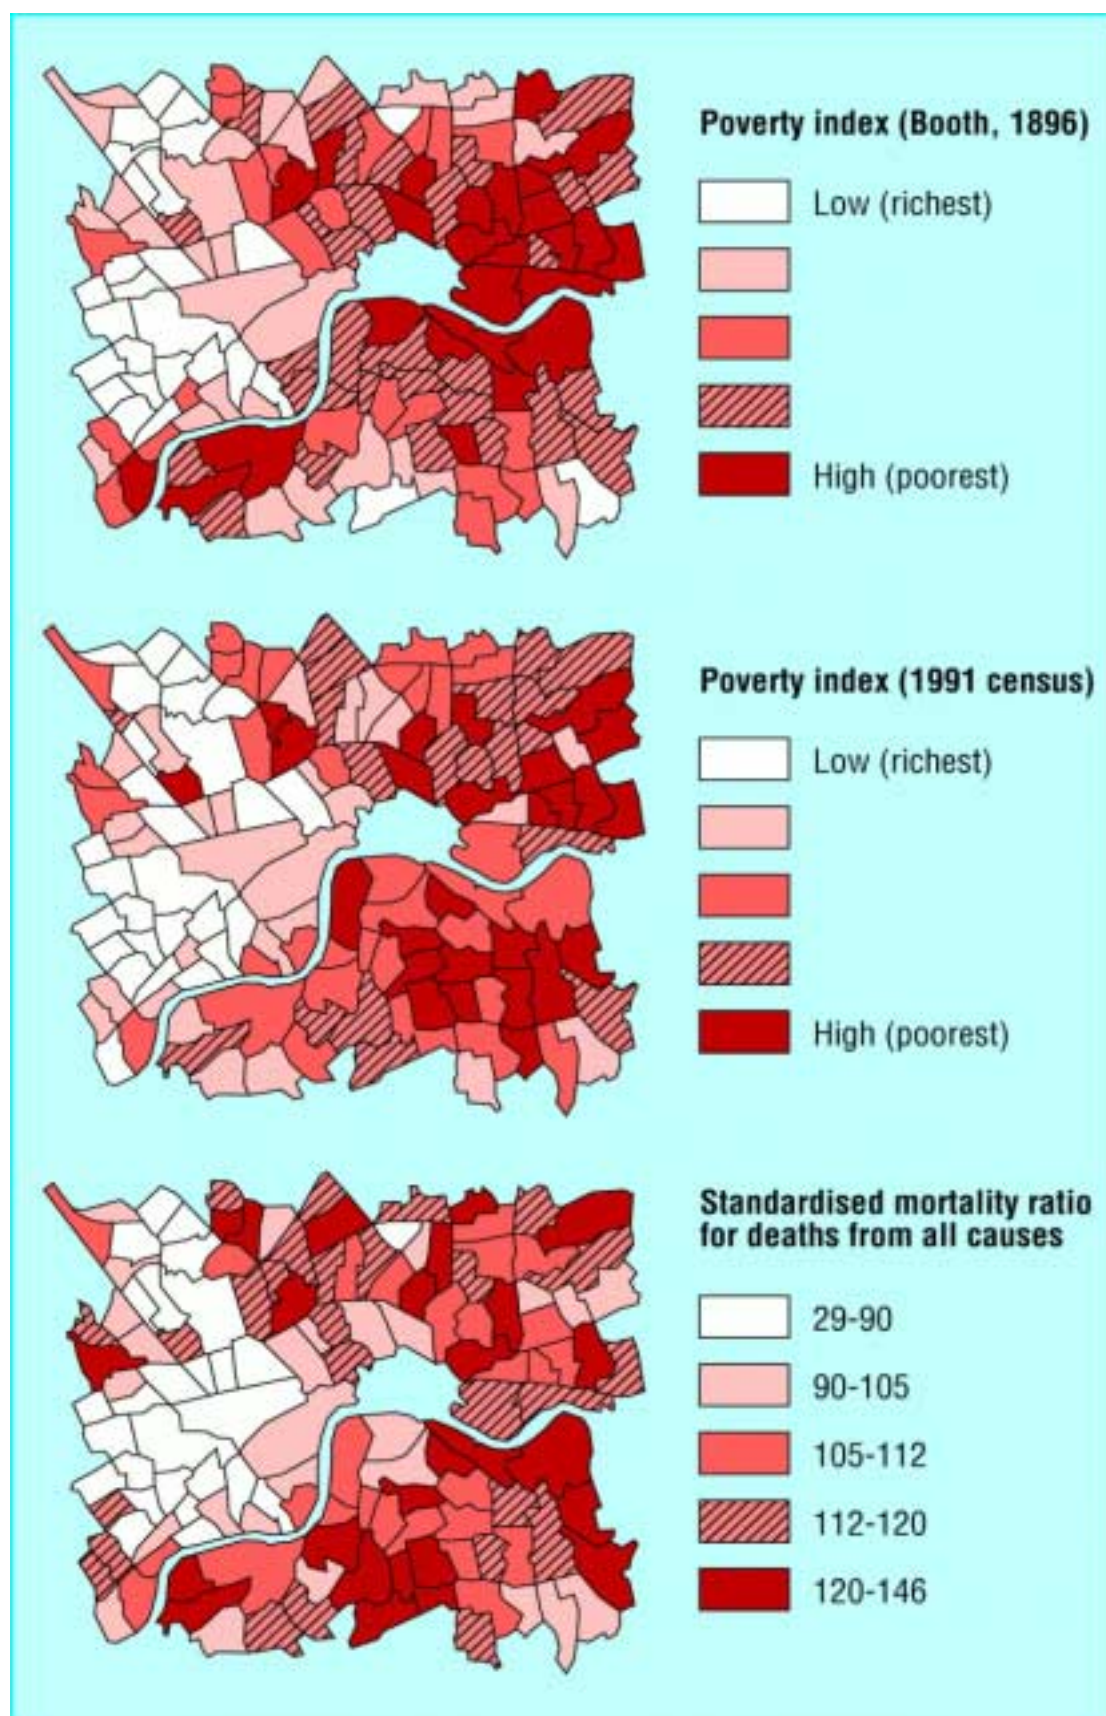 Poverty index (Booth, 1896)
Low (richest)
High (poorest)
Poverty index (1991 census)
Low (richest)
High (poorest)
Standardised mortality ratio
for deaths from all causes
29-90
90-105
105-112
112-120
120-146